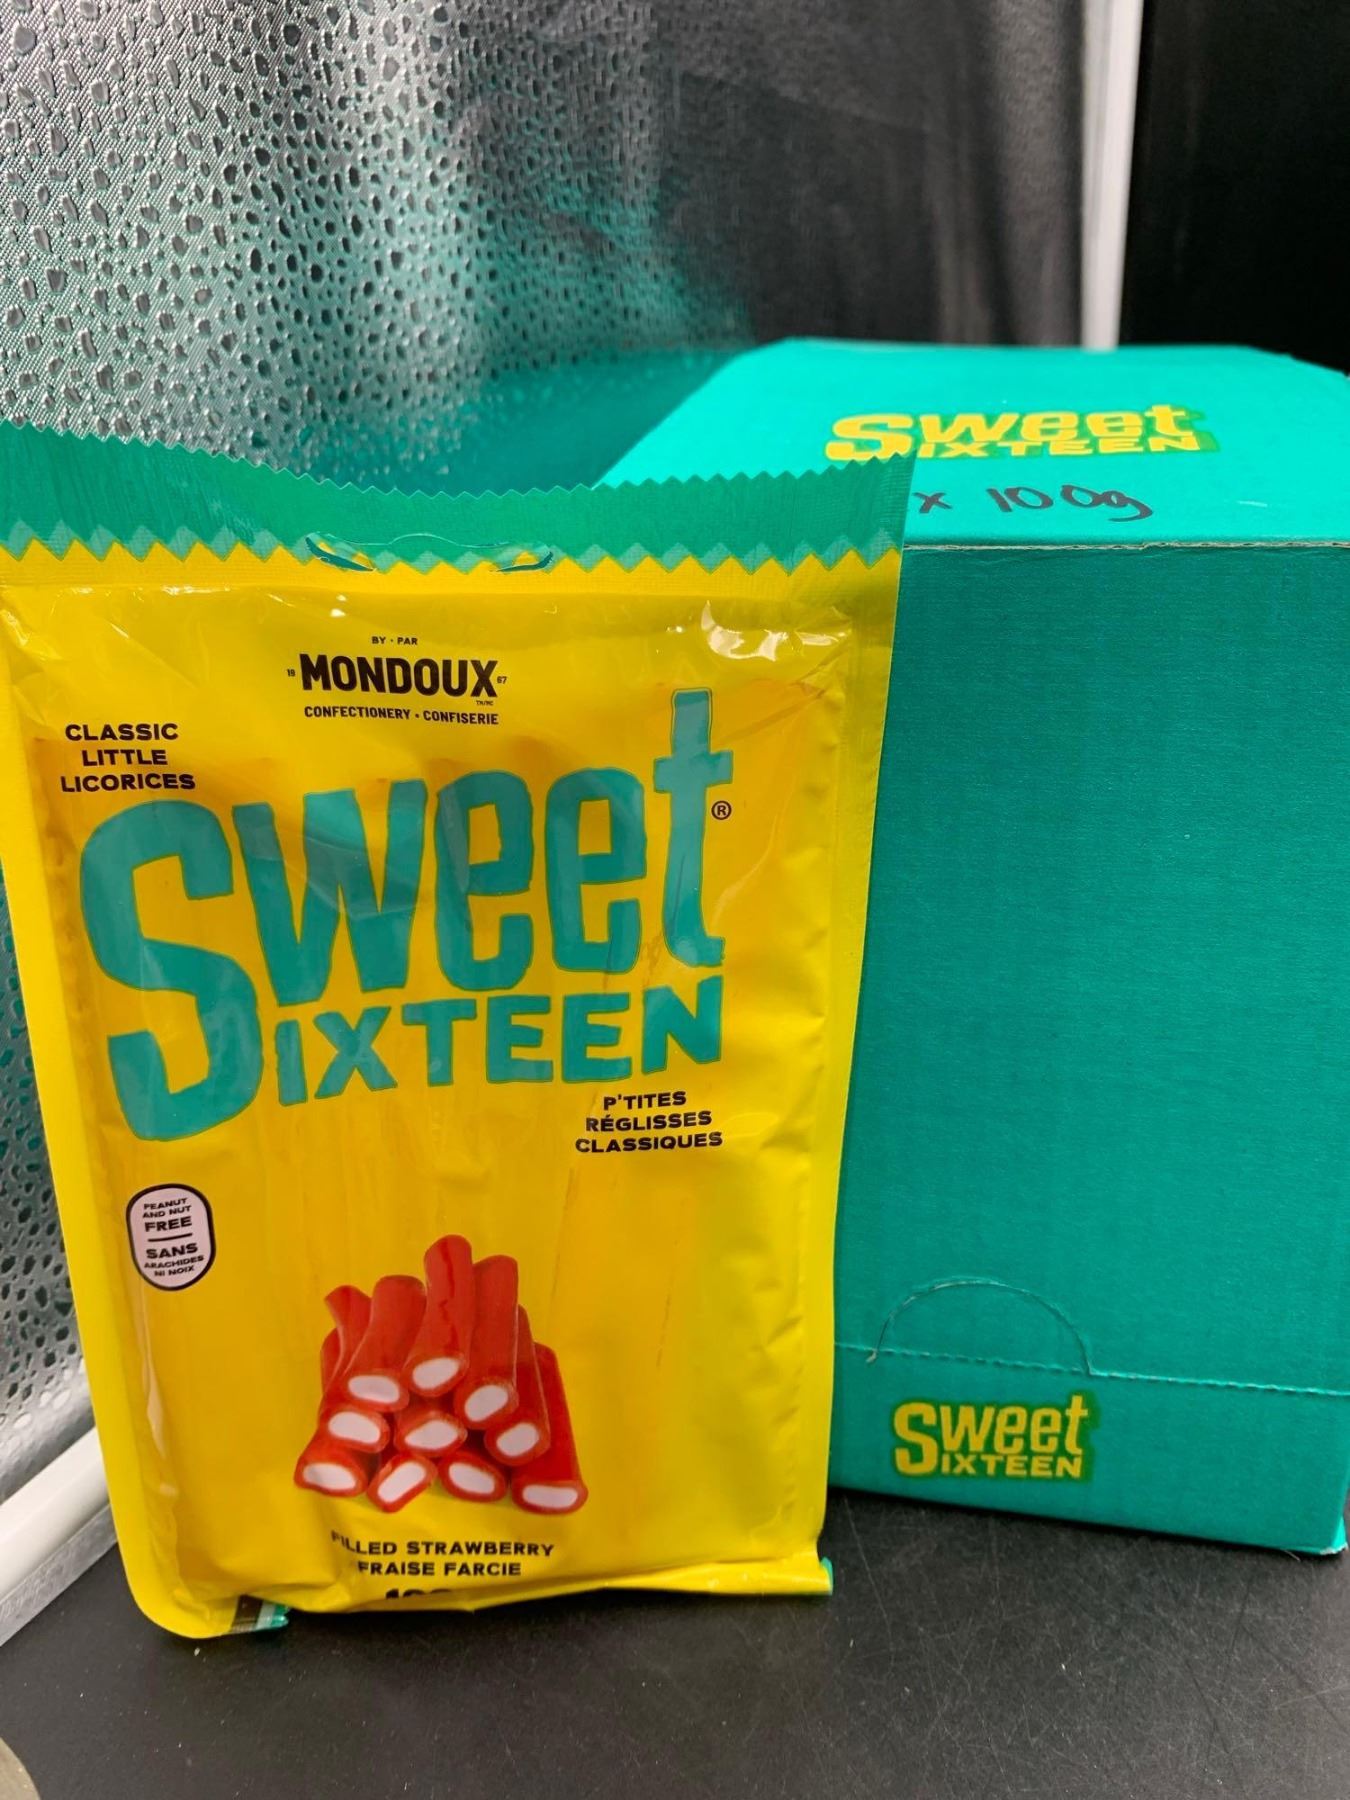 Sweet
SIXTEEN
x 100g
BY · PAR
19 MONDOUX 67
TM/MC
CONFECTIONERY · CONFISERIE
CLASSIC
LITTLE
LICORICES
Sweet ®
SIXTEEN
P'TITES
RÉGLISSES
CLASSIQUES
PEANUT
AND NUT
FREE
SANS
ARACHIDES
NI NOIX
Sweet
SIXTEEN
FILLED STRAWBERRY
FRAISE FARCIE